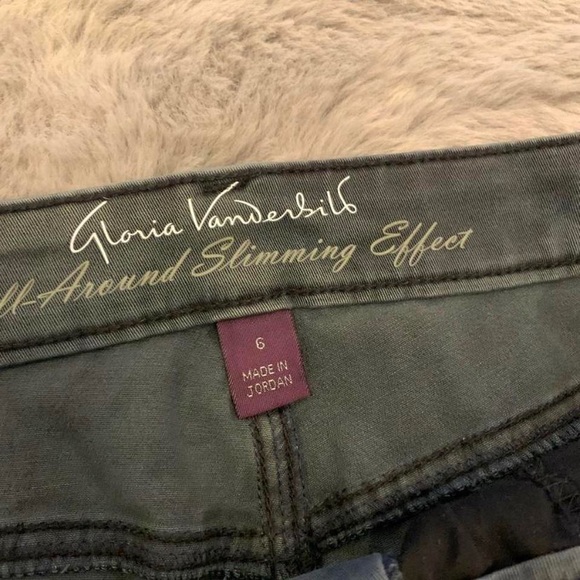 Gloria Vanderbilt
ll-Around Slimming Effect
6
MADE IN
JORDAN